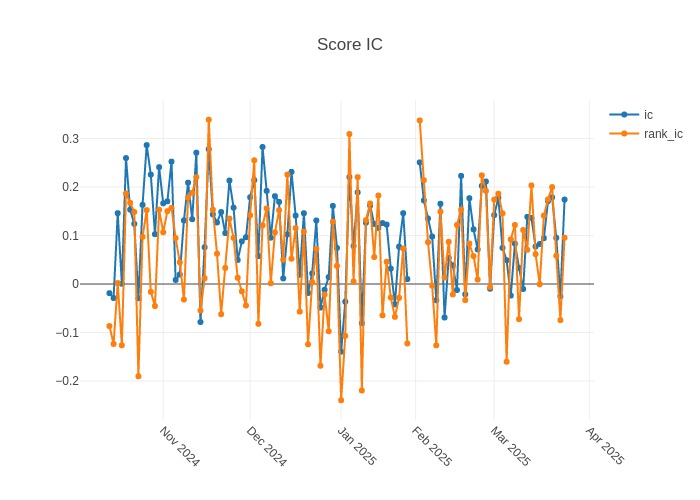 Score IC
ic
rank_ic
0.3
0.2
0.1
0
−0.1
−0.2
Nov 2024
Dec 2024
Jan 2025
Feb 2025
Mar 2025
Apr 2025